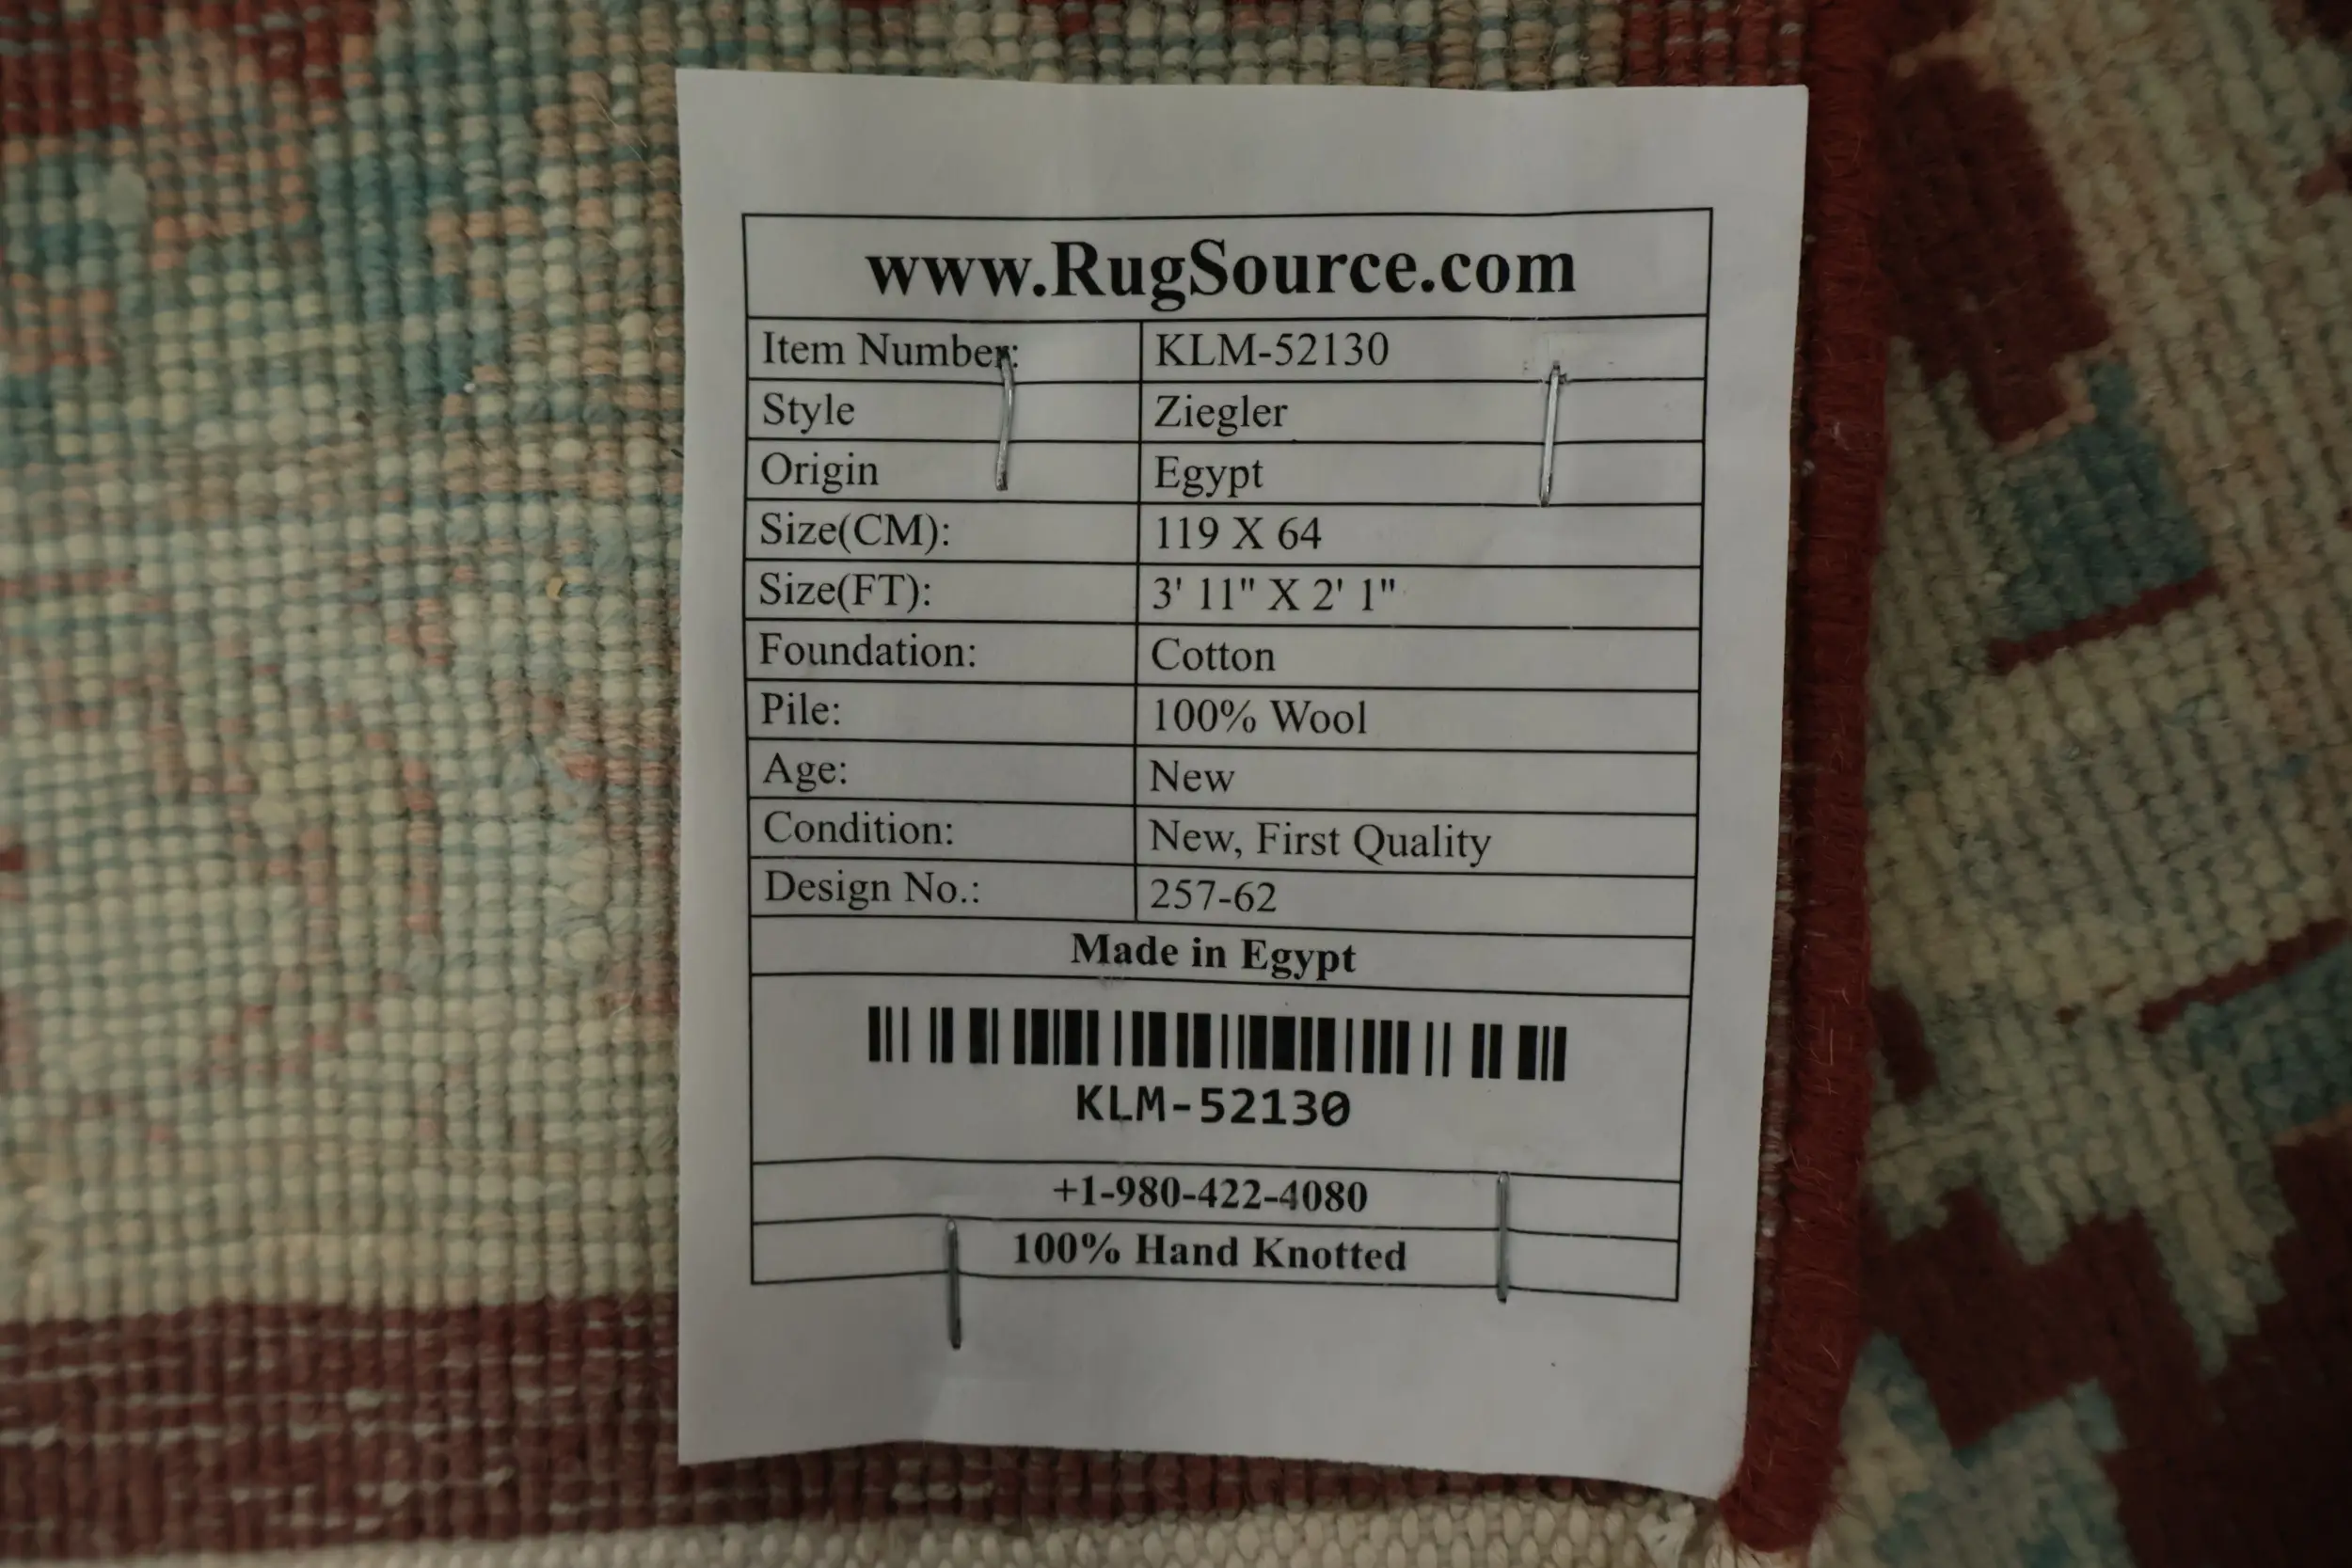 www.RugSource.com
Item Number: KLM-52130
Style Ziegler
Origin Egypt
Size(CM): 119 X 64
Size(FT): 3' 11" X 2' 1"
Foundation: Cotton
Pile: 100% Wool
Age: New
Condition: New, First Quality
Design No.: 257-62
Made in Egypt
KLM-52130
+1-980-422-4080
100% Hand Knotted